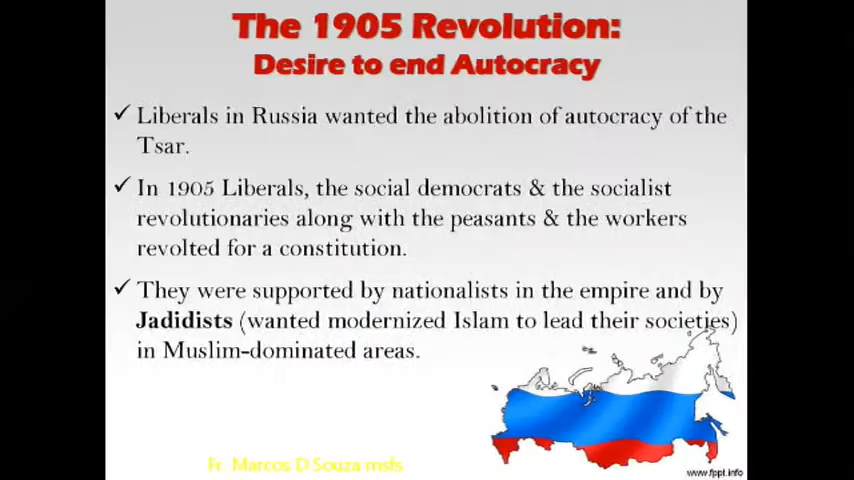 The 1905 Revolution:
Desire to end Autocracy
✓ Liberals in Russia wanted the abolition of autocracy of the
Tsar.
✓ In 1905 Liberals, the social democrats & the socialist
revolutionaries along with the peasants & the workers
revolted for a constitution.
✓ They were supported by nationalists in the empire and by
Jadidists (wanted modernized Islam to lead their societies)
in Muslim-dominated areas.
Fr. Marcos D Souza msfs
www.fppt.info